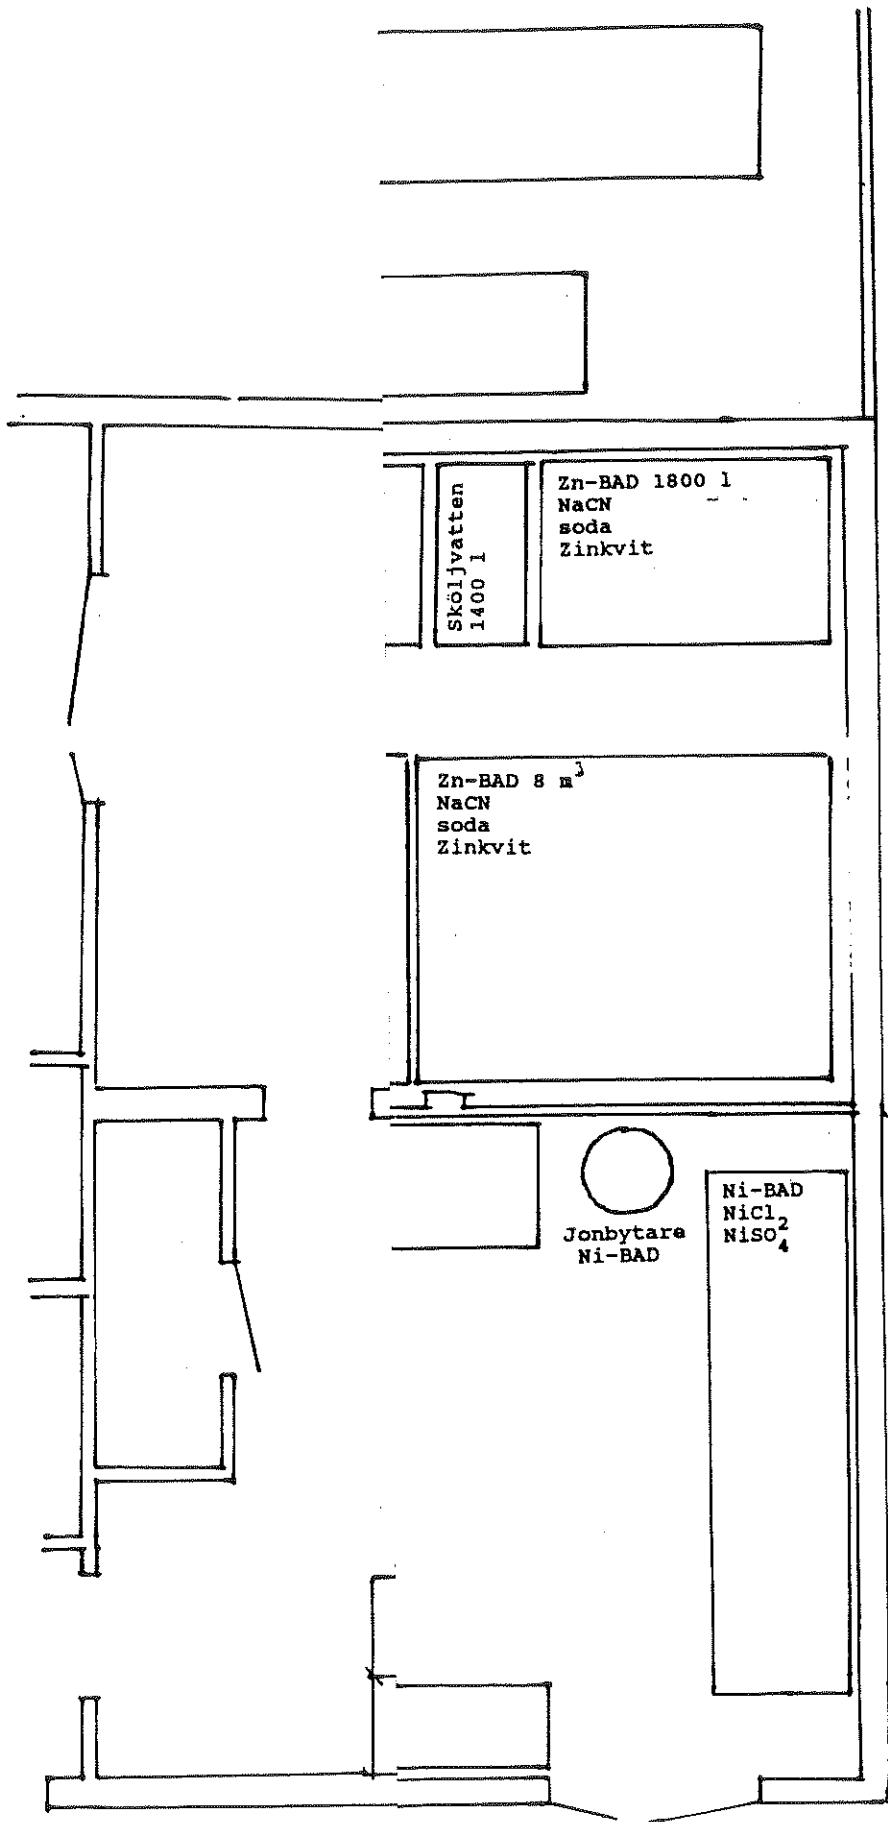 Sköljvatten
1400 l
Zn-BAD 1800 l
NaCN
soda
Zinkvit
Zn-BAD 8 m³
NaCN
soda
Zinkvit
Jonbytare
Ni-BAD
Ni-BAD
NiCl₂
NiSO₄